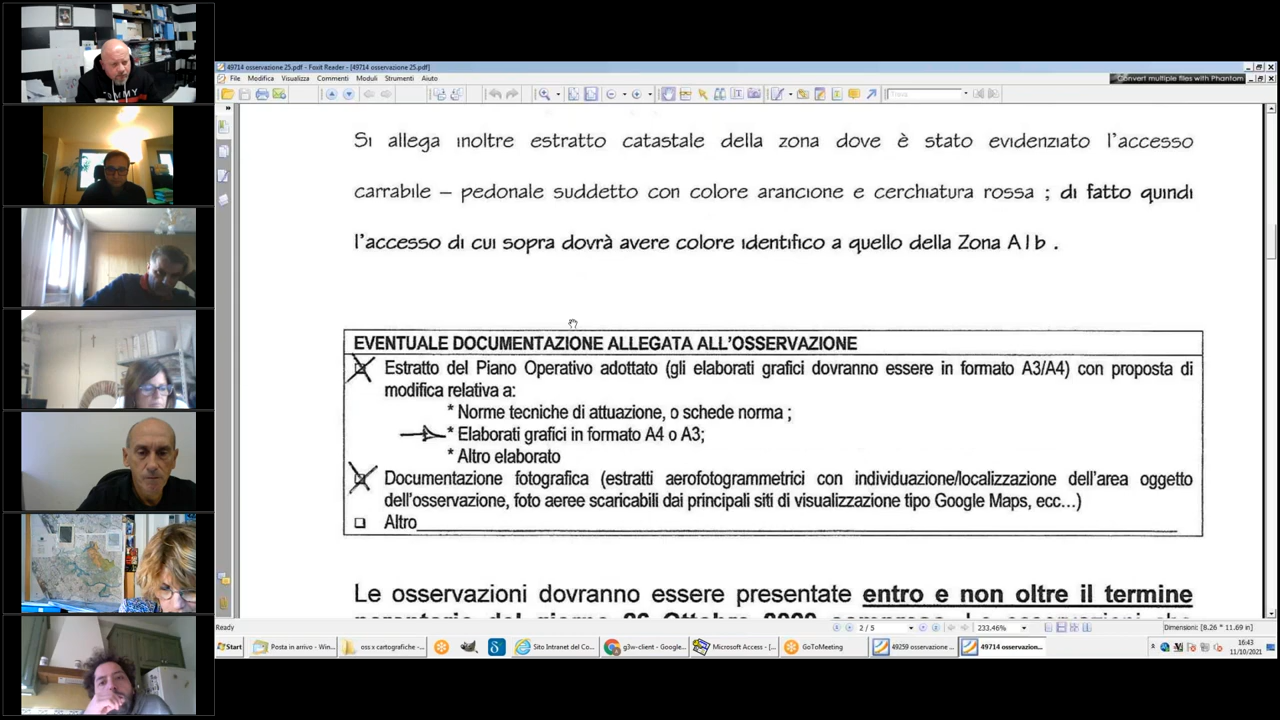 49714 osservazione 25.pdf - Foxit Reader - [49714 osservazione 25.pdf]
File Modifica Visualizza Commenti Moduli Strumenti Aiuto
Convert multiple files with Phantom
Trova
Si allega inoltre estratto catastale della zona dove è stato evidenziato l'accesso
carrabile – pedonale suddetto con colore arancione e cerchiatura rossa ; di fatto quindi
l'accesso di cui sopra dovrà avere colore identifico a quello della Zona A1b .
EVENTUALE DOCUMENTAZIONE ALLEGATA ALL'OSSERVAZIONE
Estratto del Piano Operativo adottato (gli elaborati grafici dovranno essere in formato A3/A4) con proposta di
modifica relativa a:
* Norme tecniche di attuazione, o schede norma ;
* Elaborati grafici in formato A4 o A3;
* Altro elaborato
Documentazione fotografica (estratti aerofotogrammetrici con individuazione/localizzazione dell'area oggetto
dell'osservazione, foto aeree scaricabili dai principali siti di visualizzazione tipo Google Maps, ecc…)
Altro
Le osservazioni dovranno essere presentate entro e non oltre il termine
Ready
2 / 5
233.46%
Dimensioni: [8.26 * 11.69 in]
Start
Posta in arrivo - Win...
oss x cartografiche -...
Sito Intranet del Co...
g3w-client - Google...
Microsoft Access - [...
GoToMeeting
49259 osservazione ...
49714 osservazion...
16:43
11/10/2021
TOMMY